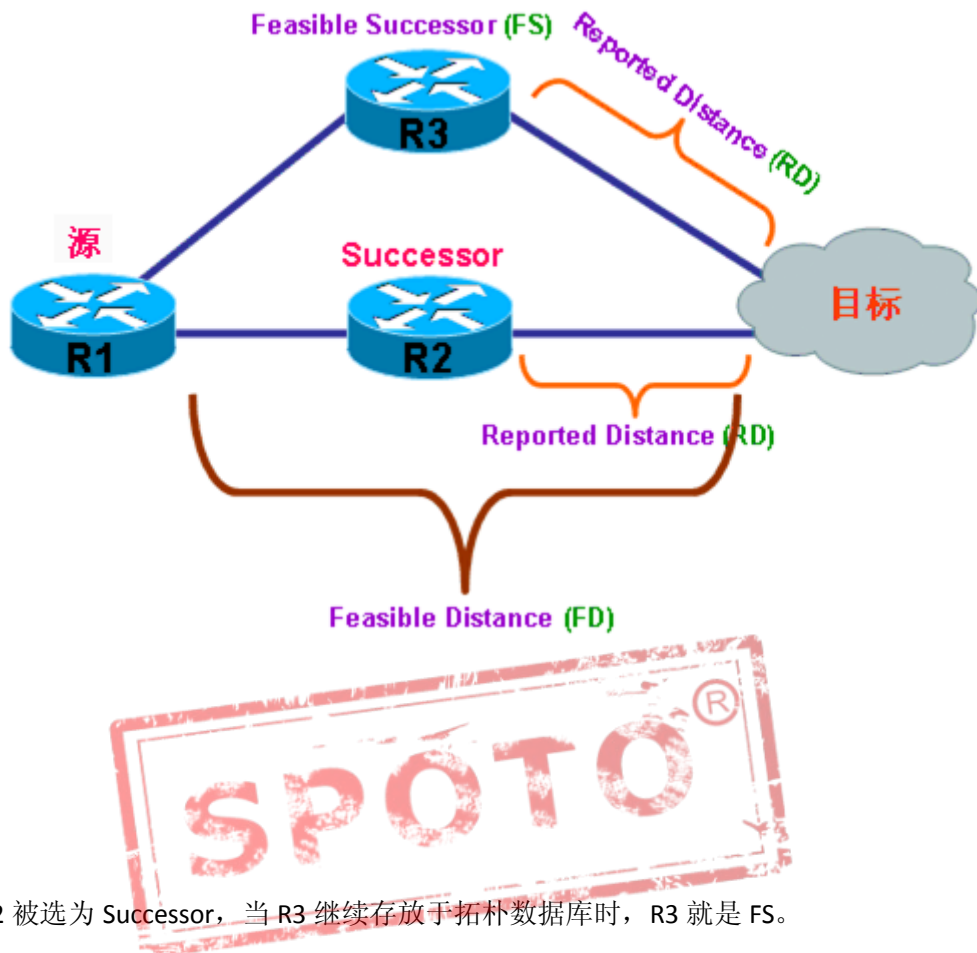 Feasible Successor (FS)
Reported Distance (RD)
R3
源
Successor
R1
R2
目标
Reported Distance (RD)
Feasible Distance (FD)
SPOTO®
2 被选为 Successor，当 R3 继续存放于拓朴数据库时，R3 就是 FS。